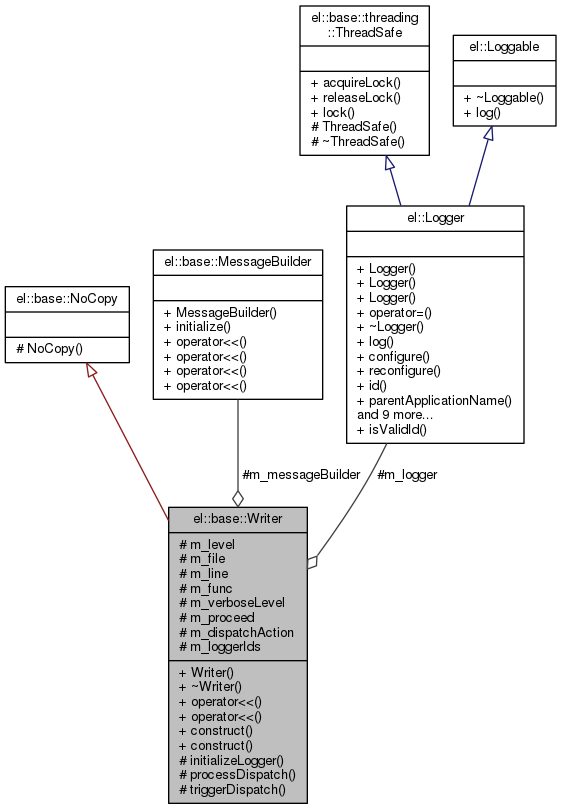 el::base::threading
::ThreadSafe
+ acquireLock()
+ releaseLock()
+ lock()
# ThreadSafe()
# ~ThreadSafe()
el::Loggable
+ ~Loggable()
+ log()
el::Logger
+ Logger()
+ Logger()
+ Logger()
+ operator=()
+ ~Logger()
+ log()
+ configure()
+ reconfigure()
+ id()
+ parentApplicationName()
and 9 more...
+ isValidId()
el::base::MessageBuilder
+ MessageBuilder()
+ initialize()
+ operator<<()
+ operator<<()
+ operator<<()
+ operator<<()
el::base::NoCopy
# NoCopy()
#m_messageBuilder
#m_logger
el::base::Writer
# m_level
# m_file
# m_line
# m_func
# m_verboseLevel
# m_proceed
# m_dispatchAction
# m_loggerIds
+ Writer()
+ ~Writer()
+ operator<<()
+ operator<<()
+ construct()
+ construct()
# initializeLogger()
# processDispatch()
# triggerDispatch()